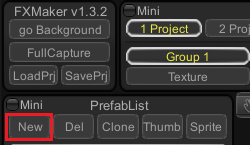 FXMaker v1.3.2
go Background
FullCapture
LoadPrj SavePrj
Mini
1 Project 2 Proj
Group 1
Texture
Mini PrefabList
New Del Clone Thumb Sprite